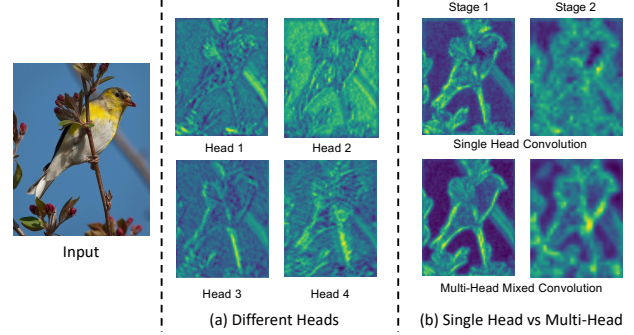 Stage 1
Stage 2
Head 1
Head 2
Single Head Convolution
Input
Head 3
Head 4
Multi-Head Mixed Convolution
(a) Different Heads
(b) Single Head vs Multi-Head